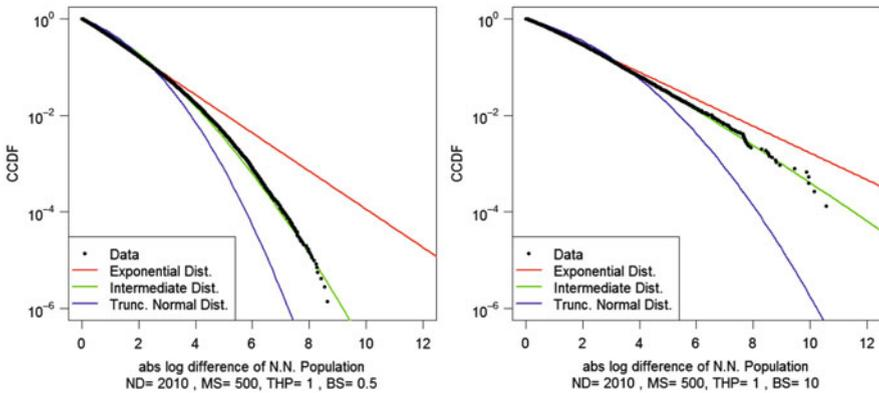 10^0
10^-2
10^-4
10^-6
CCDF
Data
Exponential Dist.
Intermediate Dist.
Trunc. Normal Dist.
0 2 4 6 8 10 12
abs log difference of N.N. Population
ND= 2010 , MS= 500, THP= 1 , BS= 0.5
10^0
10^-2
10^-4
10^-6
CCDF
Data
Exponential Dist.
Intermediate Dist.
Trunc. Normal Dist.
0 2 4 6 8 10 12
abs log difference of N.N. Population
ND= 2010 , MS= 500, THP= 1 , BS= 10